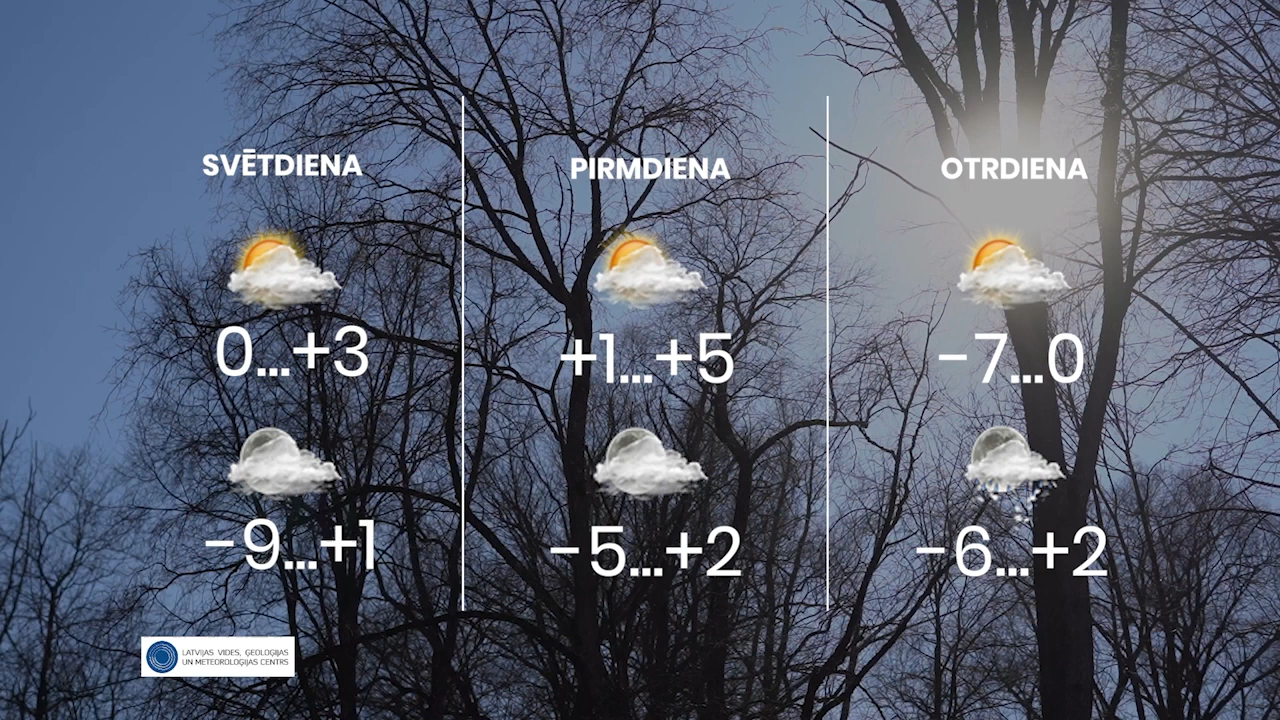 SVĒTDIENA
0...+3
-9...+1
PIRMDIENA
+1...+5
-5...+2
OTRDIENA
-7...0
-6...+2
LATVIJAS VIDES, ĢEOLOĢIJAS
UN METEOROLOĢIJAS CENTRS